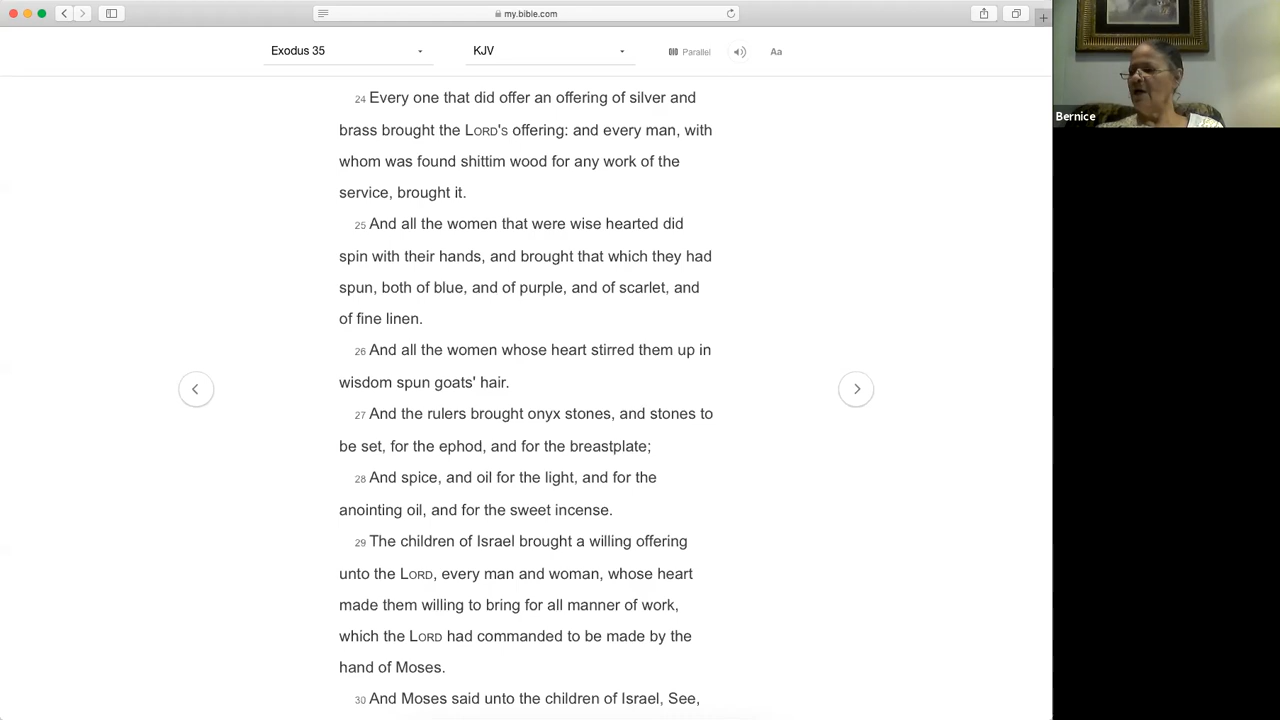 my.bible.com
Exodus 35
KJV
Parallel
Aa
Bernice
24 Every one that did offer an offering of silver and
brass brought the LORD'S offering: and every man, with
whom was found shittim wood for any work of the
service, brought it.
25 And all the women that were wise hearted did
spin with their hands, and brought that which they had
spun, both of blue, and of purple, and of scarlet, and
of fine linen.
26 And all the women whose heart stirred them up in
wisdom spun goats' hair.
27 And the rulers brought onyx stones, and stones to
be set, for the ephod, and for the breastplate;
28 And spice, and oil for the light, and for the
anointing oil, and for the sweet incense.
29 The children of Israel brought a willing offering
unto the LORD, every man and woman, whose heart
made them willing to bring for all manner of work,
which the LORD had commanded to be made by the
hand of Moses.
30 And Moses said unto the children of Israel, See,